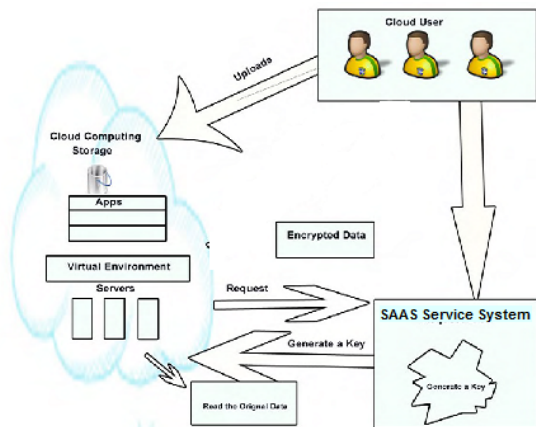 Cloud User
Uploads
Cloud Computing
Storage
Apps
Encrypted Data
Virtual Environment
Servers
Request
SAAS Service System
Generate a Key
Generate a Key
Read the Orignel Data